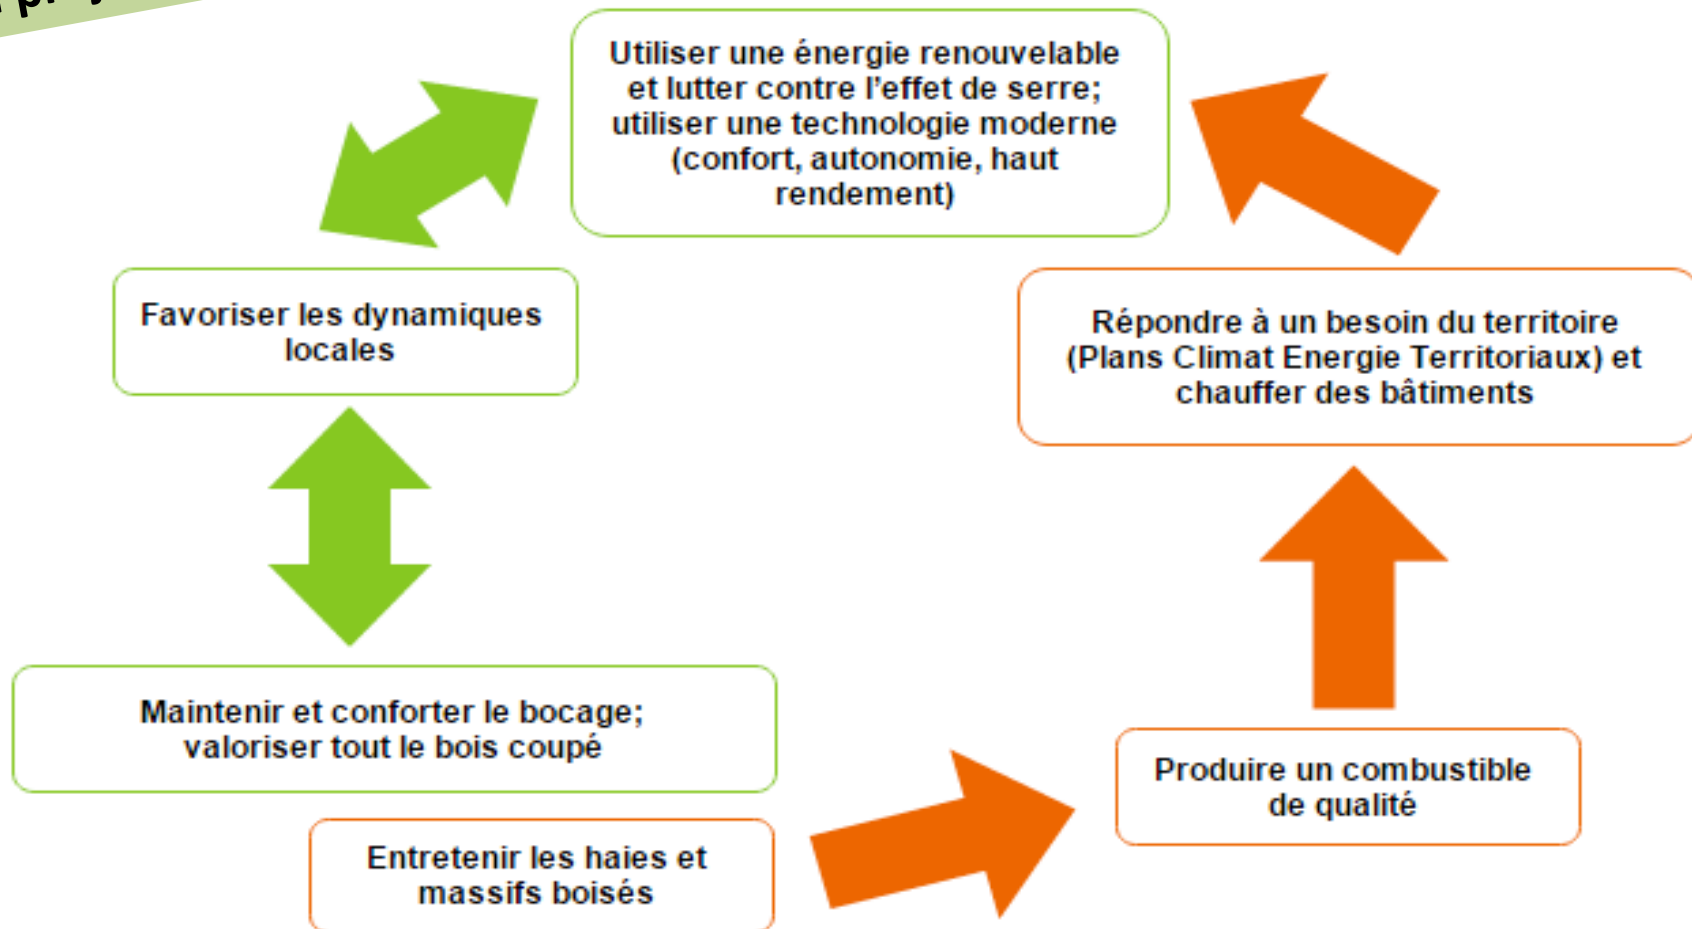 Utiliser une énergie renouvelable
et lutter contre l'effet de serre;
utiliser une technologie moderne
(confort, autonomie, haut
rendement)
Favoriser les dynamiques
locales
Répondre à un besoin du territoire
(Plans Climat Energie Territoriaux) et
chauffer des bâtiments
Maintenir et conforter le bocage;
valoriser tout le bois coupé
Produire un combustible
de qualité
Entretenir les haies et
massifs boisés